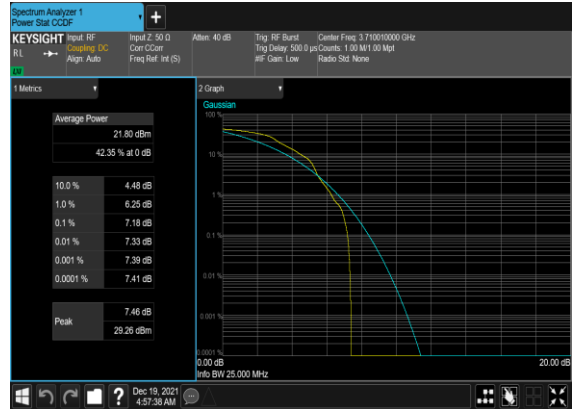 Spectrum Analyzer 1
Power Stat CCDF
KEYSIGHT
RL
Input: RF
Coupling: DC
Align: Auto
Input Z: 50 Ω
Corr CCorr
Freq Ref: Int (S)
Atten: 40 dB
Trig: RF Burst
Trig Delay: 500.0 µs
#IF Gain: Low
Center Freq: 3.710010000 GHz
Counts: 1.00 M/1.00 Mpt
Radio Std: None
1 Metrics
Average Power
21.80 dBm
42.35 % at 0 dB
10.0 % 4.48 dB
1.0 % 6.25 dB
0.1 % 7.18 dB
0.01 % 7.33 dB
0.001 % 7.39 dB
0.0001 % 7.41 dB
Peak
7.46 dB
29.26 dBm
2 Graph
Gaussian
100 %
10 %
1 %
0.1 %
0.01 %
0.001 %
0.0001 %
0.00 dB
20.00 dB
Info BW 25.000 MHz
?
Dec 19, 2021
4:57:38 AM